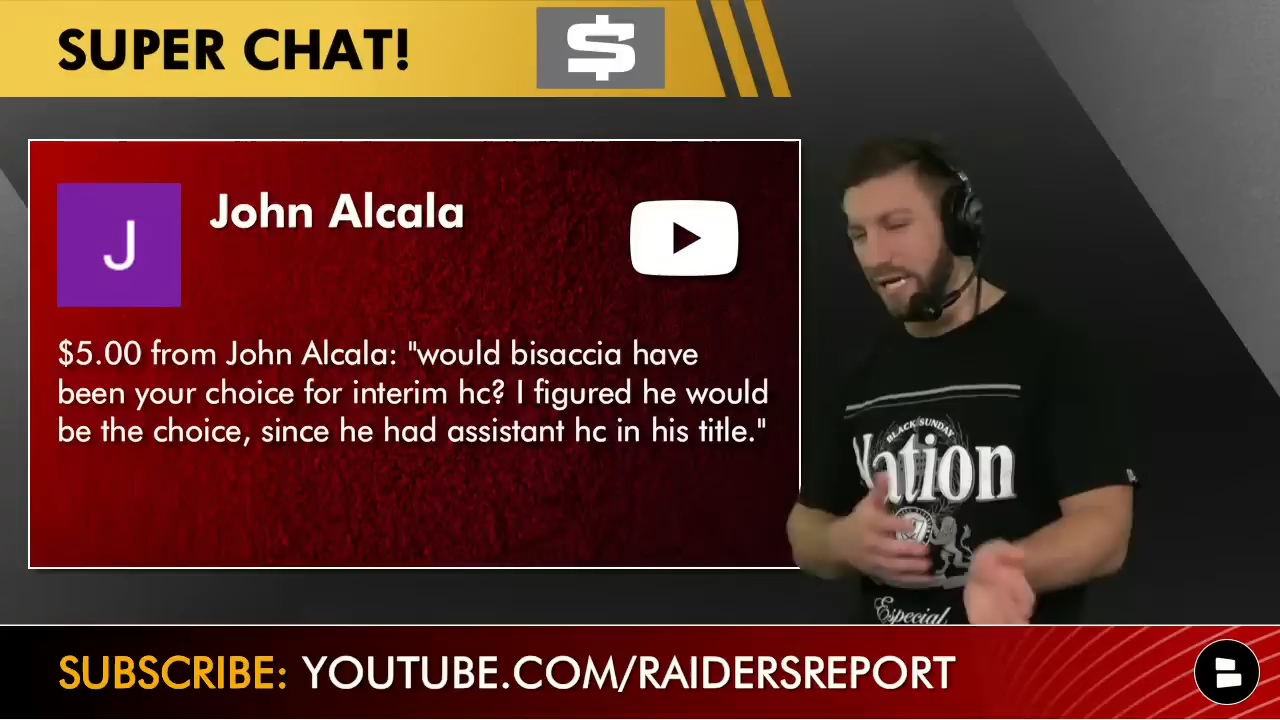 SUPER CHAT!
$
J
John Alcala
$5.00 from John Alcala: "would bisaccia have
been your choice for interim hc? I figured he would
be the choice, since he had assistant hc in his title."
BLACK SUNDAY
Nation
Especial
SUBSCRIBE: YOUTUBE.COM/RAIDERSREPORT